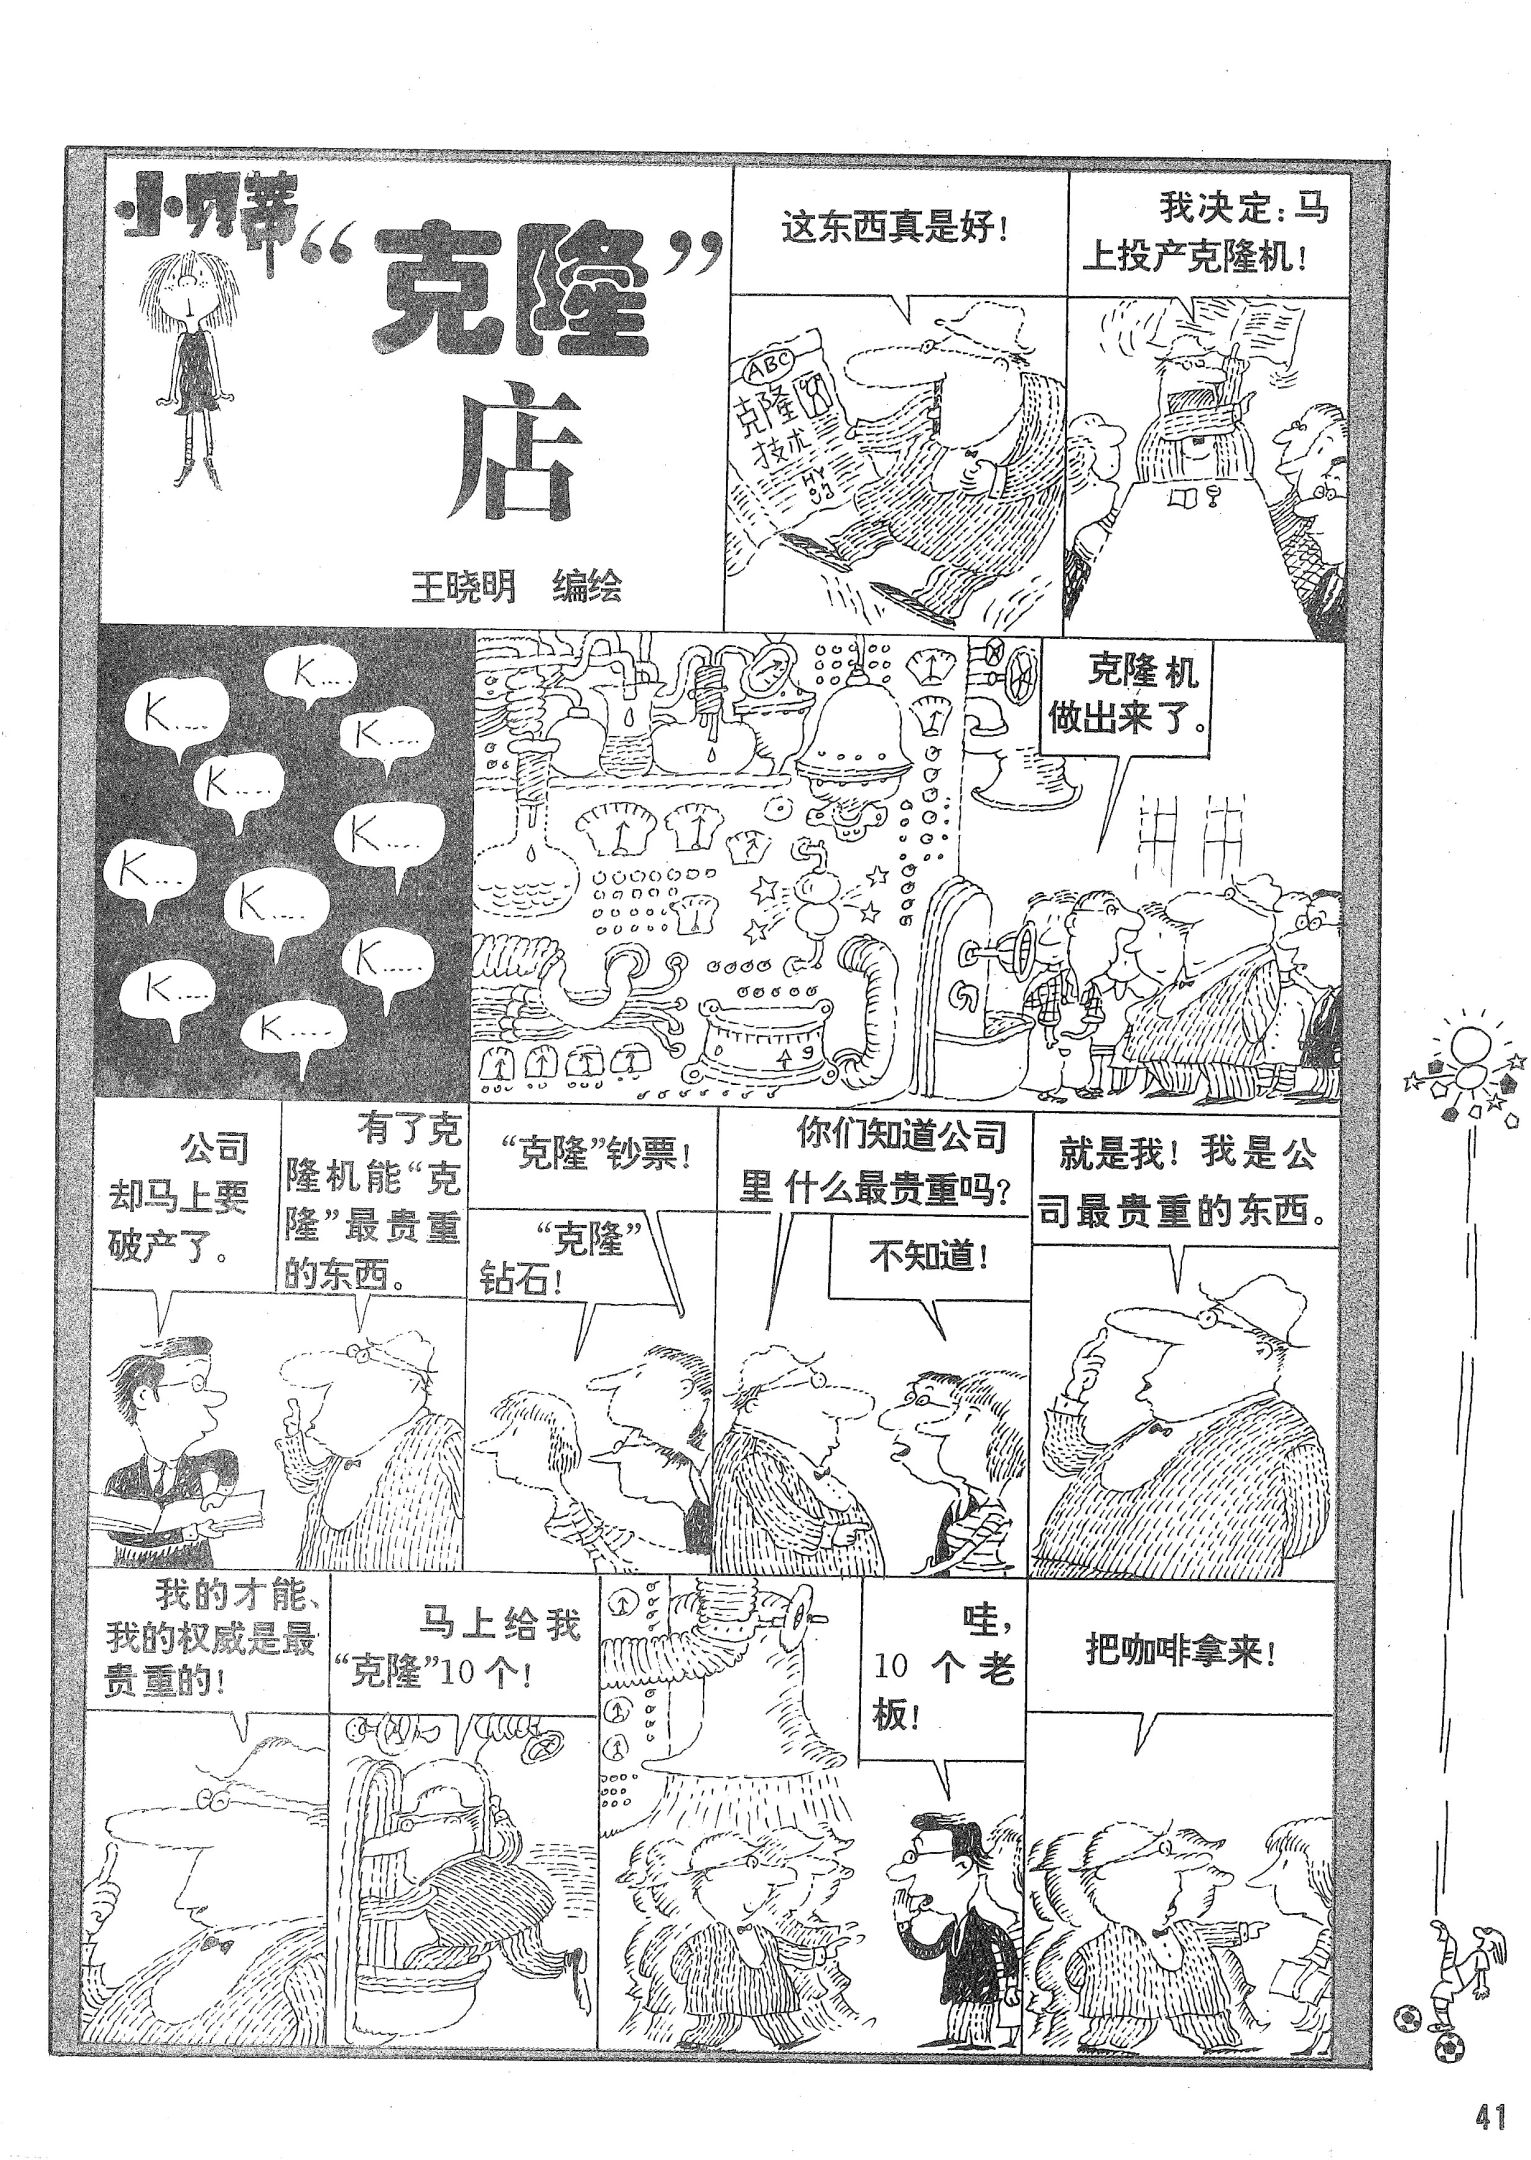 小贝蒂
“克隆”
店
王晓明 编绘
这东西真是好!
ABC
克隆
技术
我决定:马
上投产克隆机!
K....
K....
K....
K....
K....
K...
K....
K.....
K....
K.....
克隆机
做出来了。
公司
却马上要
破产了。
有了克
隆机能“克
隆”最贵重
的东西。
“克隆”钞票!
“克隆”
钻石!
你们知道公司
里什么最贵重吗?
不知道!
就是我!我是公
司最贵重的东西。
我的才能、
我的权威是最
贵重的!
马上给我
“克隆”10个!
哇,
10个老
板!
把咖啡拿来!
41